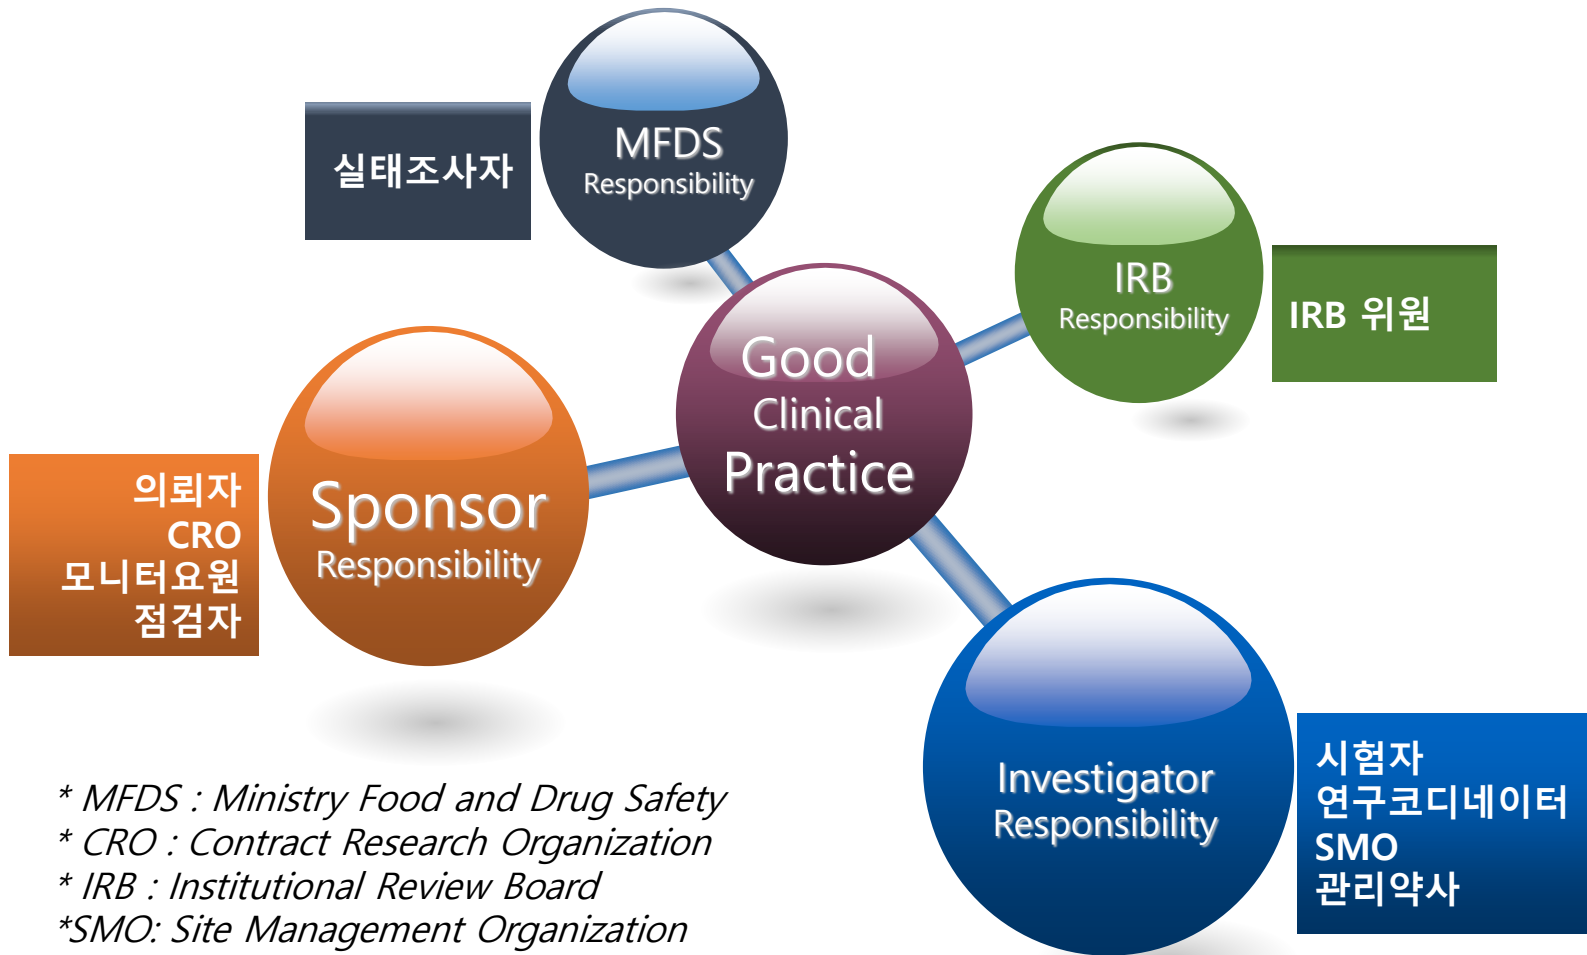 MFDS
Responsibility
실태조사자
IRB
Responsibility
IRB 위원
Good
Clinical
Practice
Sponsor
Responsibility
의뢰자
CRO
모니터요원
점검자
Investigator
Responsibility
시험자
연구코디네이터
SMO
관리약사
* MFDS : Ministry Food and Drug Safety
* CRO : Contract Research Organization
* IRB : Institutional Review Board
*SMO: Site Management Organization